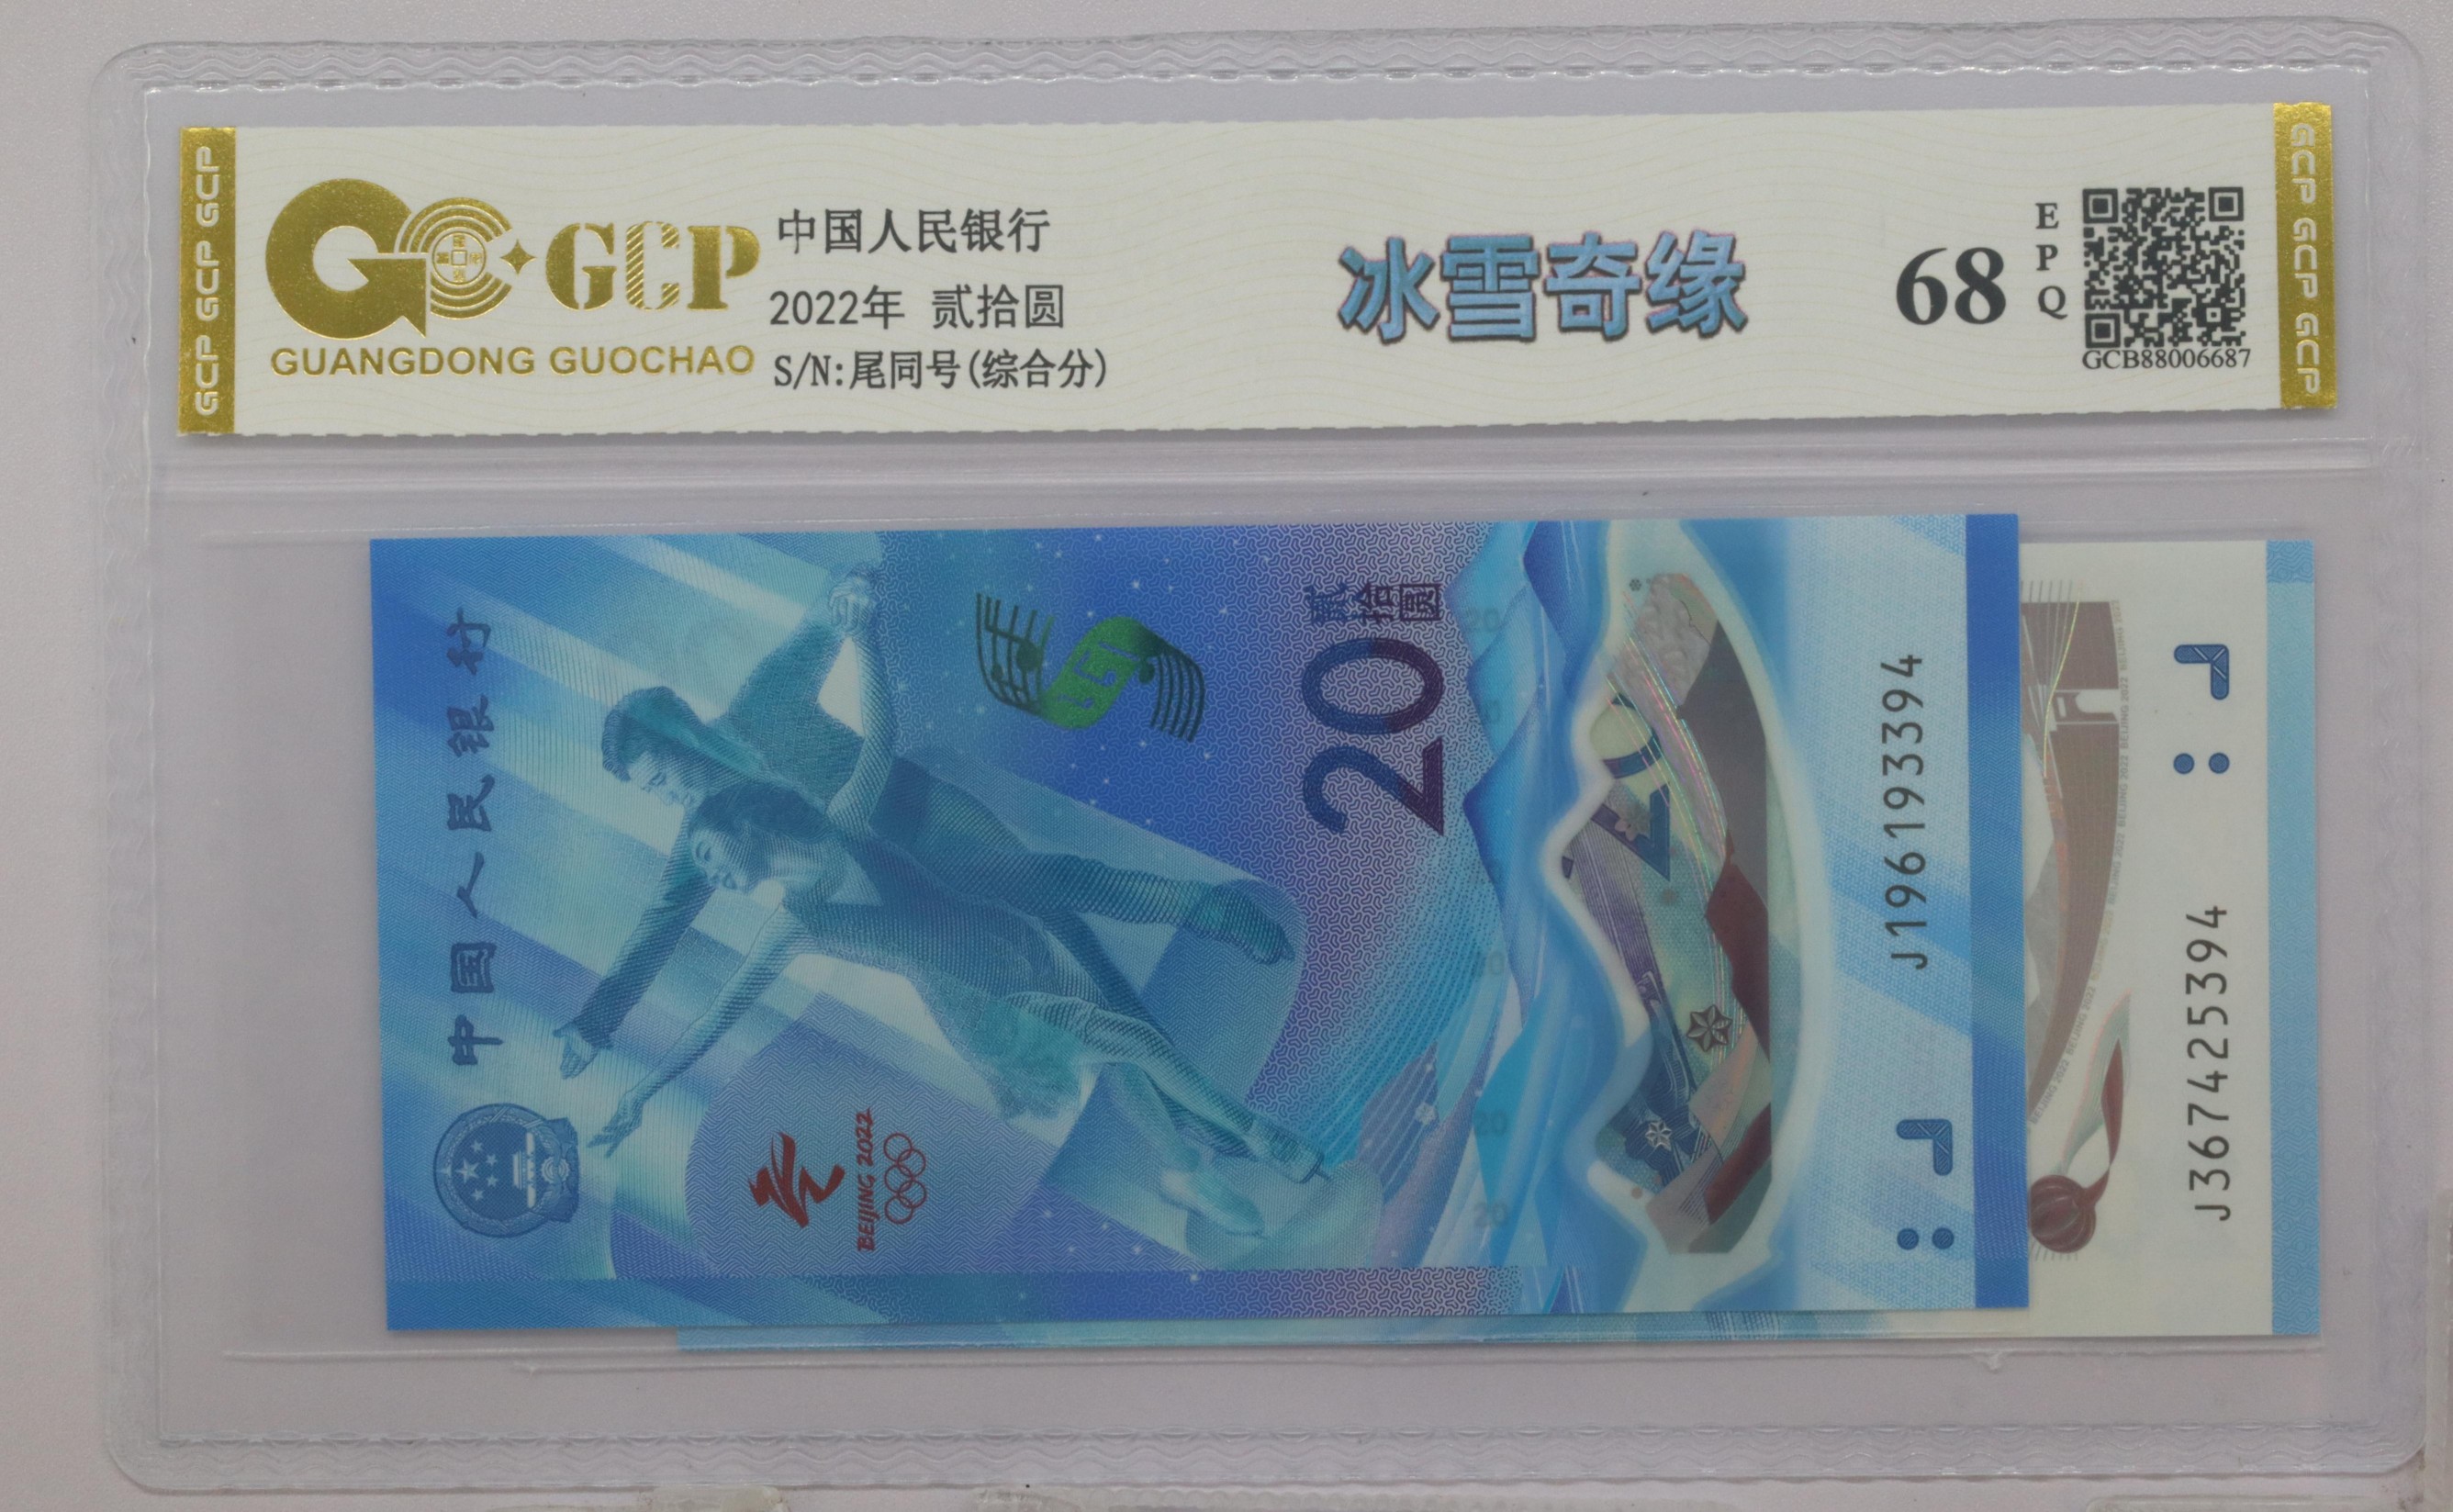 GCP GCP GCP
GCP
GUANGDONG GUOCHAO
中国人民银行
2022年 贰拾圆
S/N:尾同号(综合分)
冰雪奇缘
68
EPQ
GCB88006687
GCP GCP GCP
中国人民银行
BEIJING 2022
贰拾圆
20
J196193394
J367425394